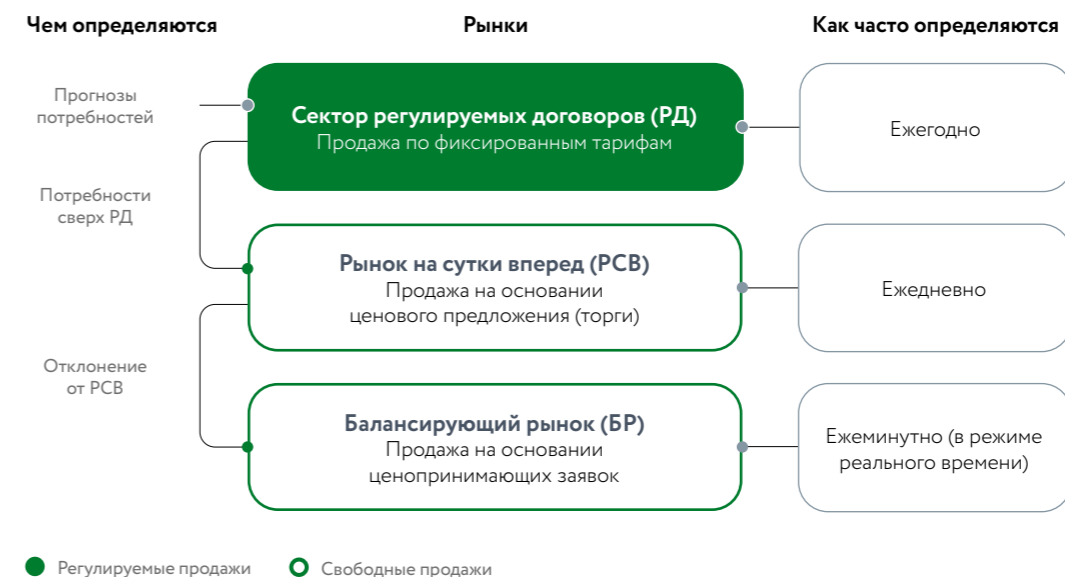 Чем определяются
Рынки
Как часто определяются
Прогнозы
потребностей
Сектор регулируемых договоров (РД)
Продажа по фиксированным тарифам
Ежегодно
Потребности
сверх РД
Рынок на сутки вперед (РСВ)
Продажа на основании
ценового предложения (торги)
Ежедневно
Отклонение
от РСВ
Балансирующий рынок (БР)
Продажа на основании
ценопринимающих заявок
Ежеминутно (в режиме
реального времени)
Регулируемые продажи
Свободные продажи